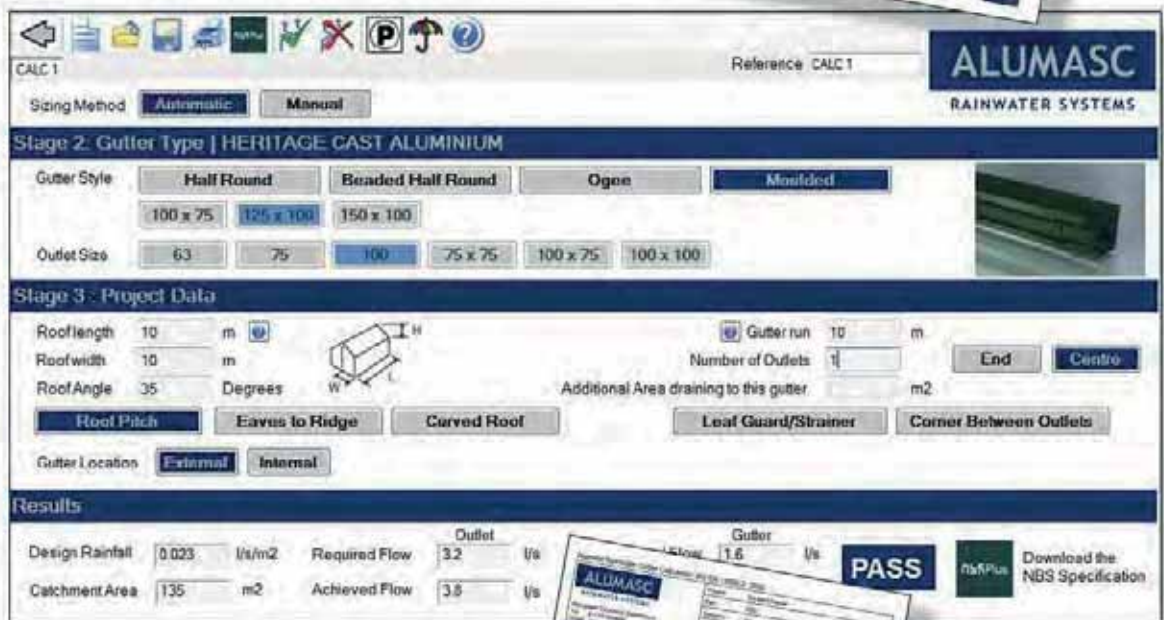 CALC 1
Reference CALC 1
ALUMASC
RAINWATER SYSTEMS
Sizing Method Automatic Manual
Stage 2: Gutter Type | HERITAGE CAST ALUMINIUM
Gutter Style Half Round Beaded Half Round Ogee Moulded
100 x 75 125 x 100 150 x 100
Outlet Size 63 75 100 75 x 75 100 x 75 100 x 100
Stage 3 : Project Data
Roof length 10 m Gutter run 10 m
Roof width 10 m Number of Outlets 1 End Centre
Roof Angle 35 Degrees Additional Area draining to this gutter m2
H
W
L
Roof Pitch Eaves to Ridge Curved Roof Leaf Guard/Strainer Corner Between Outlets
Gutter Location External Internal
Results
Outlet Gutter
Design Rainfall 0.023 l/s/m2 Required Flow 3.2 l/s Flow 1.6 l/s PASS NBSPlus Download the
NBS Specification
Catchment Area 135 m2 Achieved Flow 3.8 l/s
ALUMASC
RAINWATER SYSTEMS